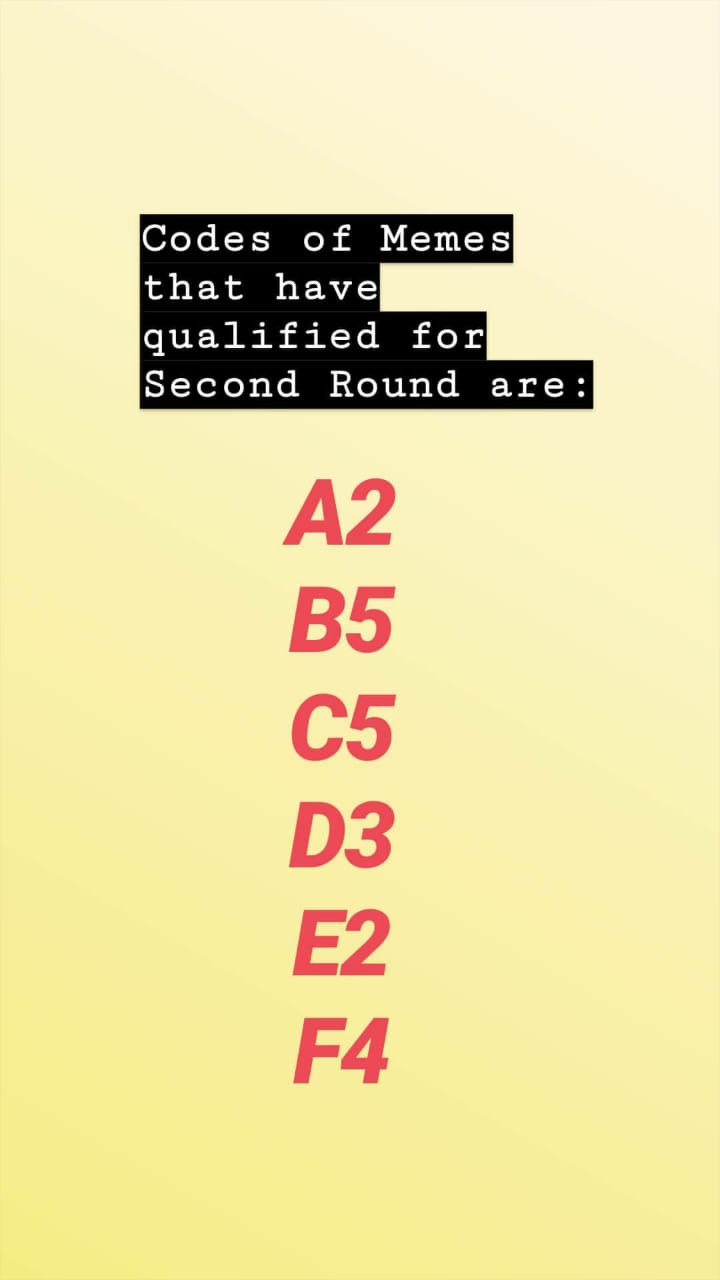 Codes of Memes
that have
qualified for
Second Round are:
A2
B5
C5
D3
E2
F4